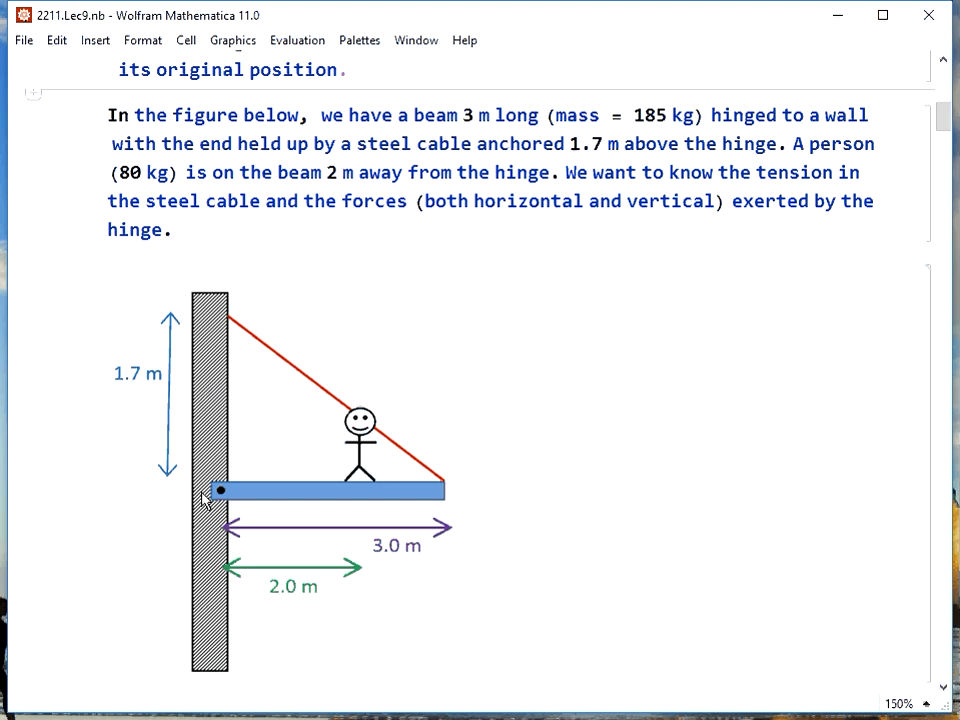 2211.Lec9.nb - Wolfram Mathematica 11.0
File Edit Insert Format Cell Graphics Evaluation Palettes Window Help
its original position.
In the figure below, we have a beam 3 m long (mass = 185 kg) hinged to a wall
with the end held up by a steel cable anchored 1.7 m above the hinge. A person
(80 kg) is on the beam 2 m away from the hinge. We want to know the tension in
the steel cable and the forces (both horizontal and vertical) exerted by the
hinge.
1.7 m
3.0 m
2.0 m
150%